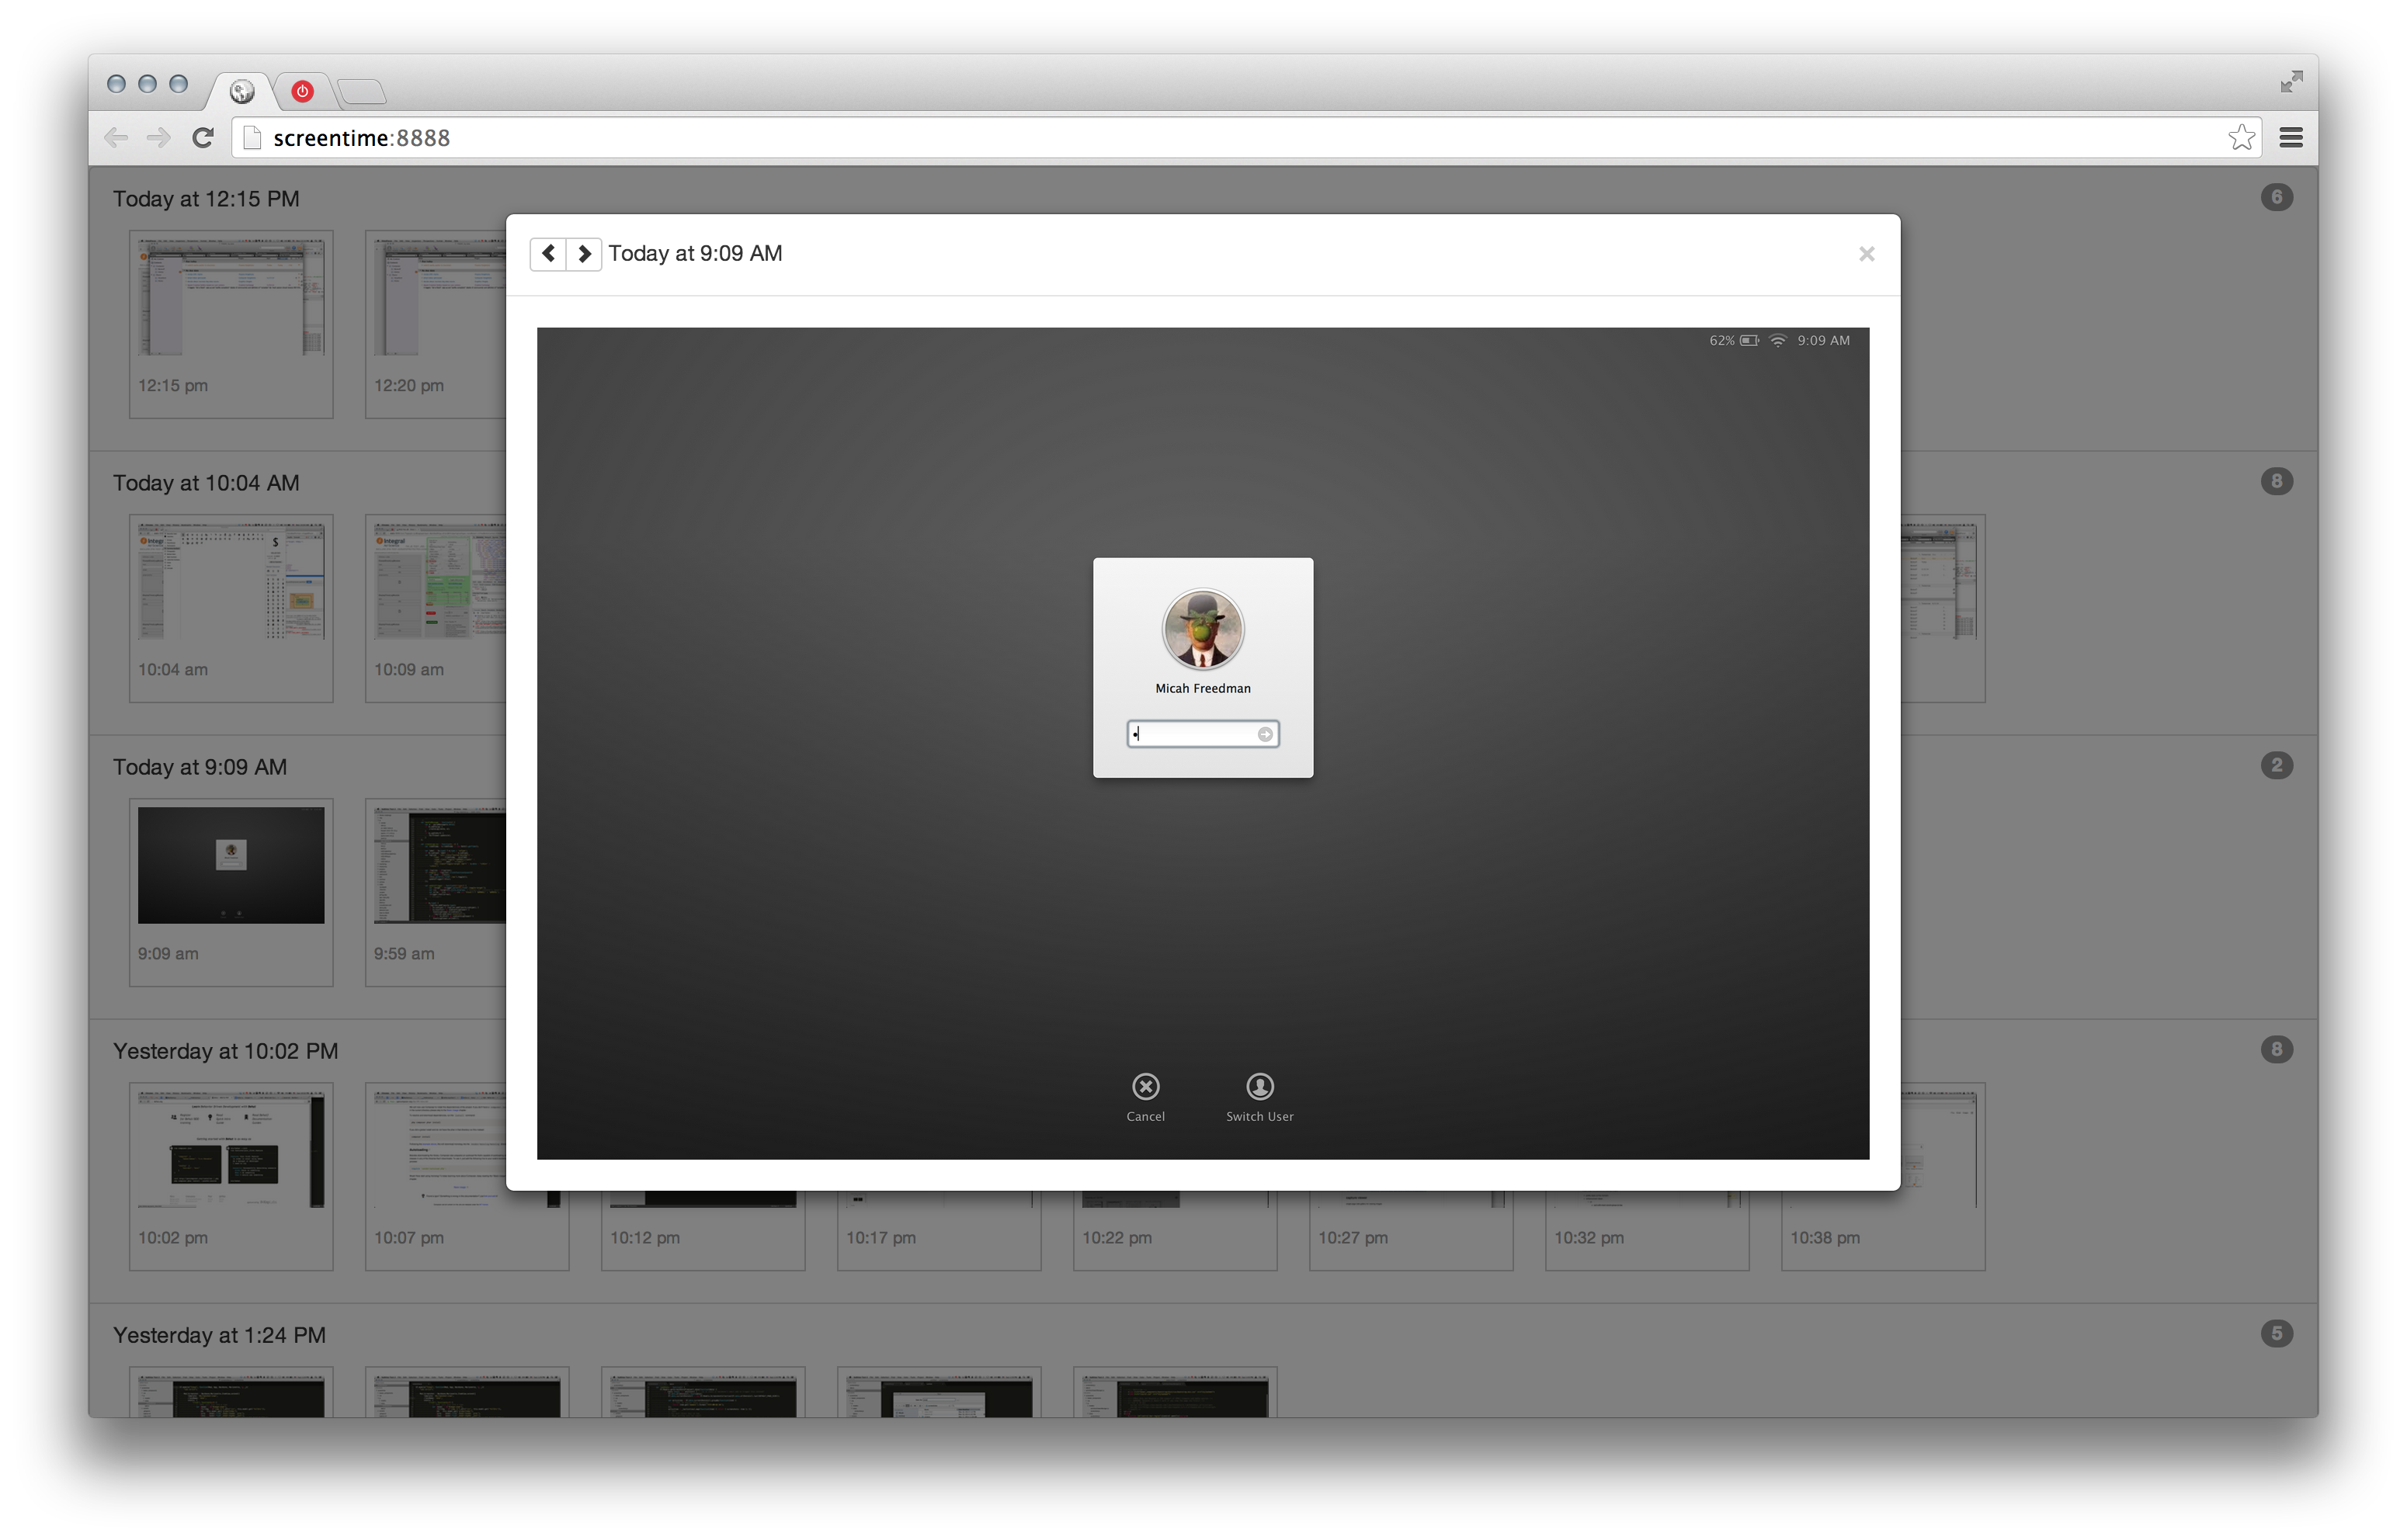 screentime:8888
Today at 12:15 PM
6
12:15 pm
12:20 pm
Today at 9:09 AM
62%
9:09 AM
Micah Freedman
Cancel
Switch User
Today at 10:04 AM
8
Integral
$
Integral
10:04 am
10:09 am
Today at 9:09 AM
2
9:09 am
9:59 am
Yesterday at 10:02 PM
8
10:02 pm
10:07 pm
10:12 pm
10:17 pm
10:22 pm
10:27 pm
10:32 pm
10:38 pm
Yesterday at 1:24 PM
5